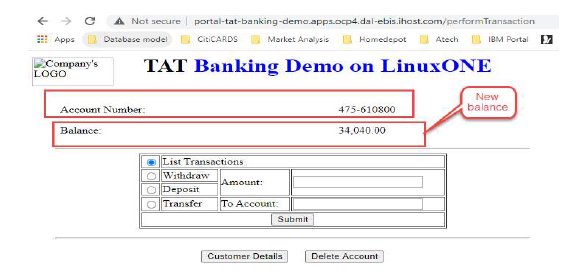 Not secure | portal-tat-banking-demo.apps.ocp4.dal-ebis.ihost.com/performTransaction
Apps Database model CitiCARDS Market Analysis Homedepot Atech IBM Portal
Company's LOGO
TAT Banking Demo on LinuxONE
New balance
Account Number: 475-610800
Balance: 34,040.00
List Transactions
Withdraw
Amount:
Deposit
Transfer To Account:
Submit
Customer Details Delete Account